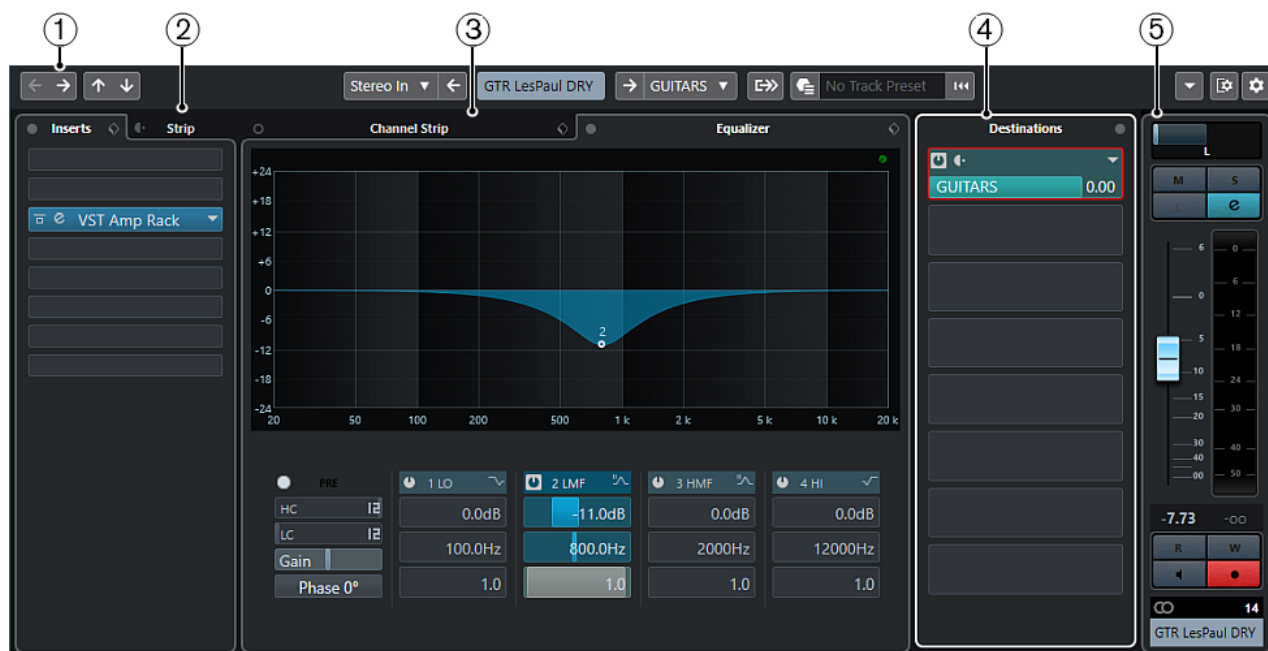 1 2 3 4 5
Stereo In GTR LesPaul DRY GUITARS No Track Preset
Inserts Strip Channel Strip Equalizer Destinations
L
M S
L e
VST Amp Rack
GUITARS 0.00
+24
+18
+12
+6
0
-6
-12
-18
-24
2
20 50 100 200 500 1 k 2 k 5 k 10 k 20 k
6 0
0 6
12
5 18
10 24
15
20 30
30
40 40
00 50
PRE 1 LO 2 LMF 3 HMF 4 HI
HC 12 0.0dB -11.0dB 0.0dB 0.0dB
LC 12 100.0Hz 800.0Hz 2000Hz 12000Hz
Gain
Phase 0° 1.0 1.0 1.0 1.0
-7.73 -oo
R W
14
GTR LesPaul DRY